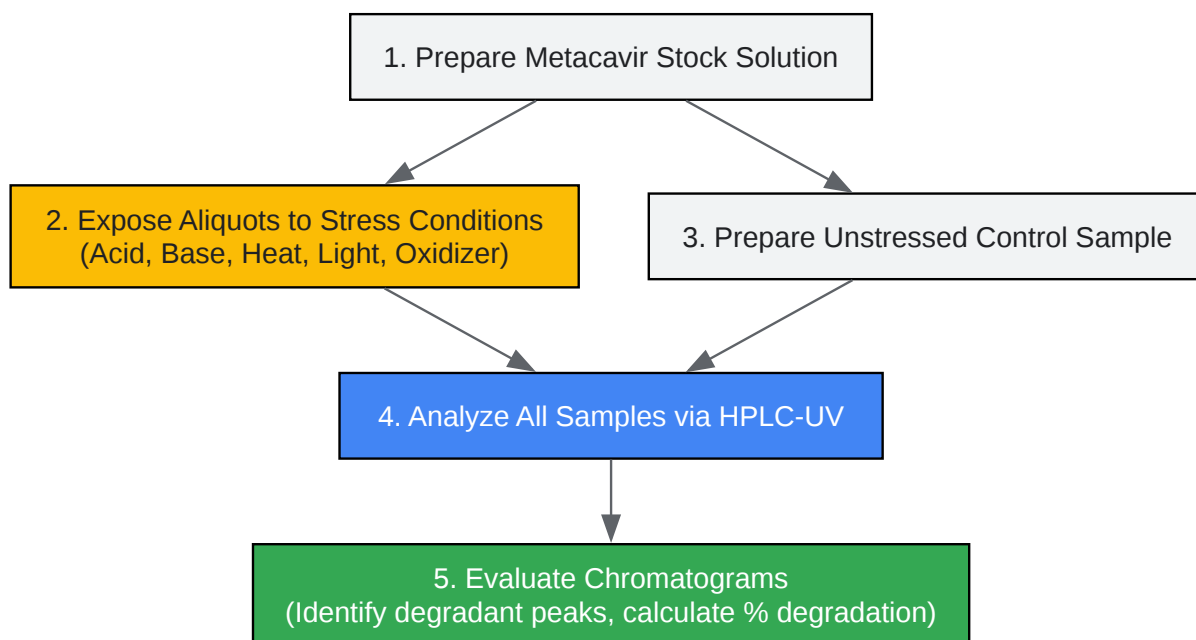 1. Prepare Metacavir Stock Solution
2. Expose Aliquots to Stress Conditions
(Acid, Base, Heat, Light, Oxidizer)
3. Prepare Unstressed Control Sample
4. Analyze All Samples via HPLC-UV
5. Evaluate Chromatograms
(Identify degradant peaks, calculate % degradation)